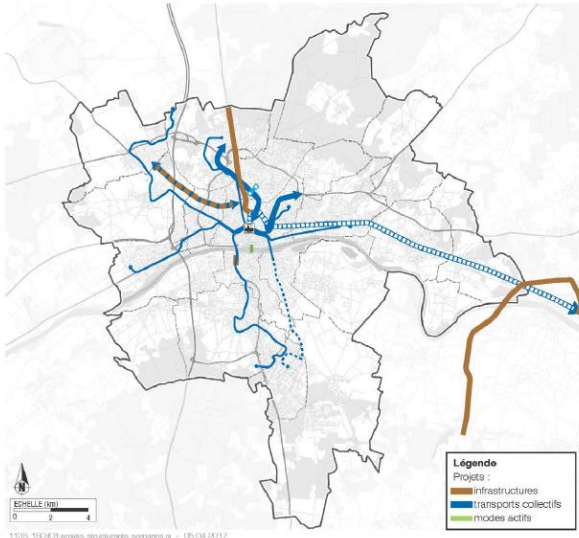 N
ECHELLE (km)
0 2 4
Légende
Projets :
infrastructures
transports collectifs
modes actifs